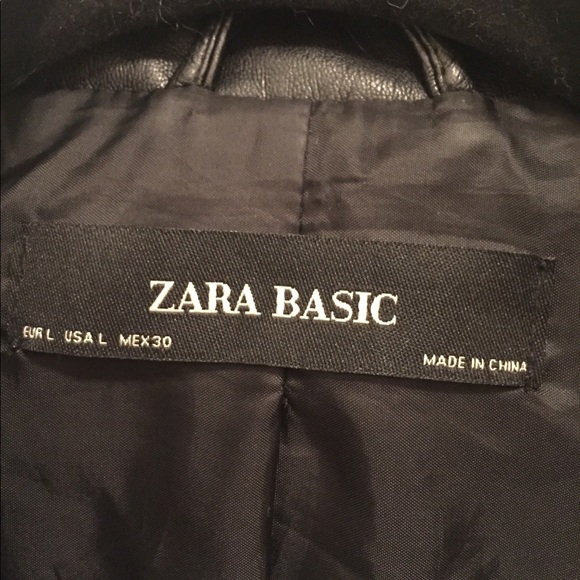 ZARA BASIC
EUR L USA L MEX 30
MADE IN CHINA